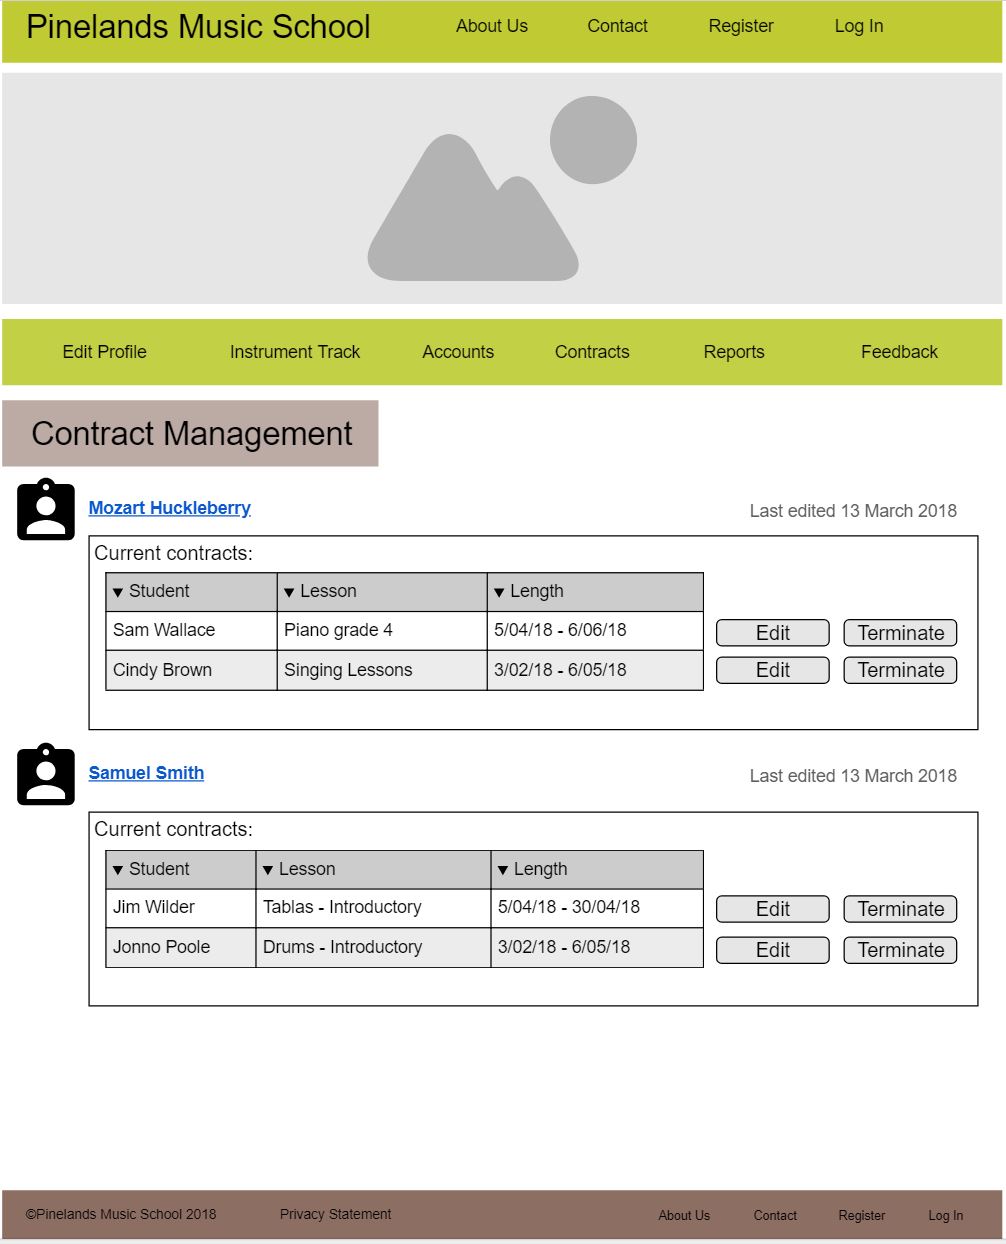 Pinelands Music School About Us Contact Register Log In
Edit Profile Instrument Track Accounts Contracts Reports Feedback
Contract Management
Mozart Huckleberry Last edited 13 March 2018
Current contracts:
Student Lesson Length
Sam Wallace Piano grade 4 5/04/18 - 6/06/18 Edit Terminate
Cindy Brown Singing Lessons 3/02/18 - 6/05/18 Edit Terminate
Samuel Smith Last edited 13 March 2018
Current contracts:
Student Lesson Length
Jim Wilder Tablas - Introductory 5/04/18 - 30/04/18 Edit Terminate
Jonno Poole Drums - Introductory 3/02/18 - 6/05/18 Edit Terminate
©Pinelands Music School 2018 Privacy Statement About Us Contact Register Log In